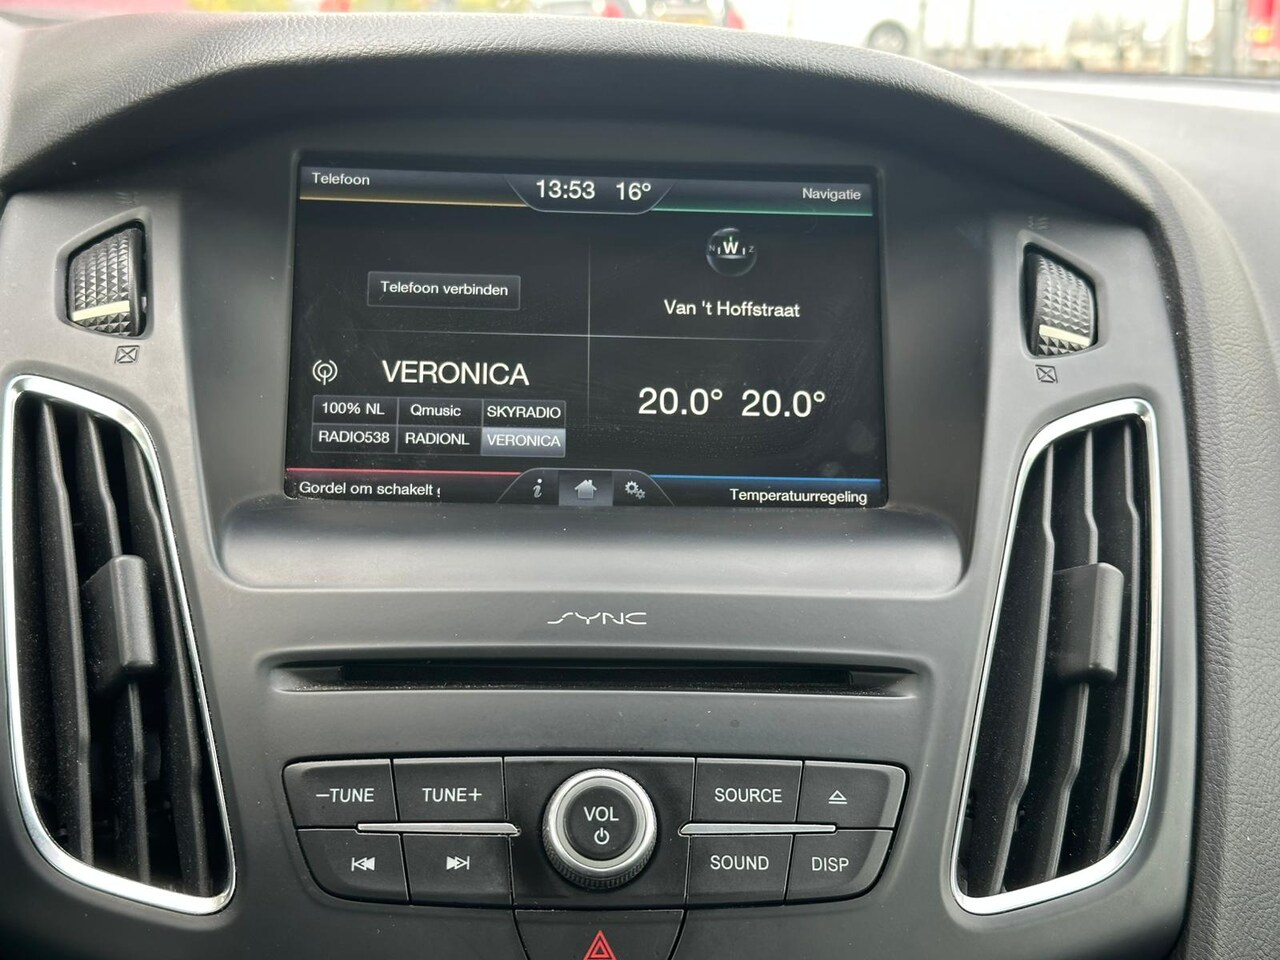 Telefoon
13:53 16°
Navigatie
N W Z
Telefoon verbinden
Van 't Hoffstraat
VERONICA
100% NL Qmusic SKYRADIO
RADIO538 RADIONL VERONICA
20.0° 20.0°
Gordel om schakelt
i
Temperatuurregeling
SYNC
−TUNE TUNE+
VOL
SOURCE
SOUND DISP